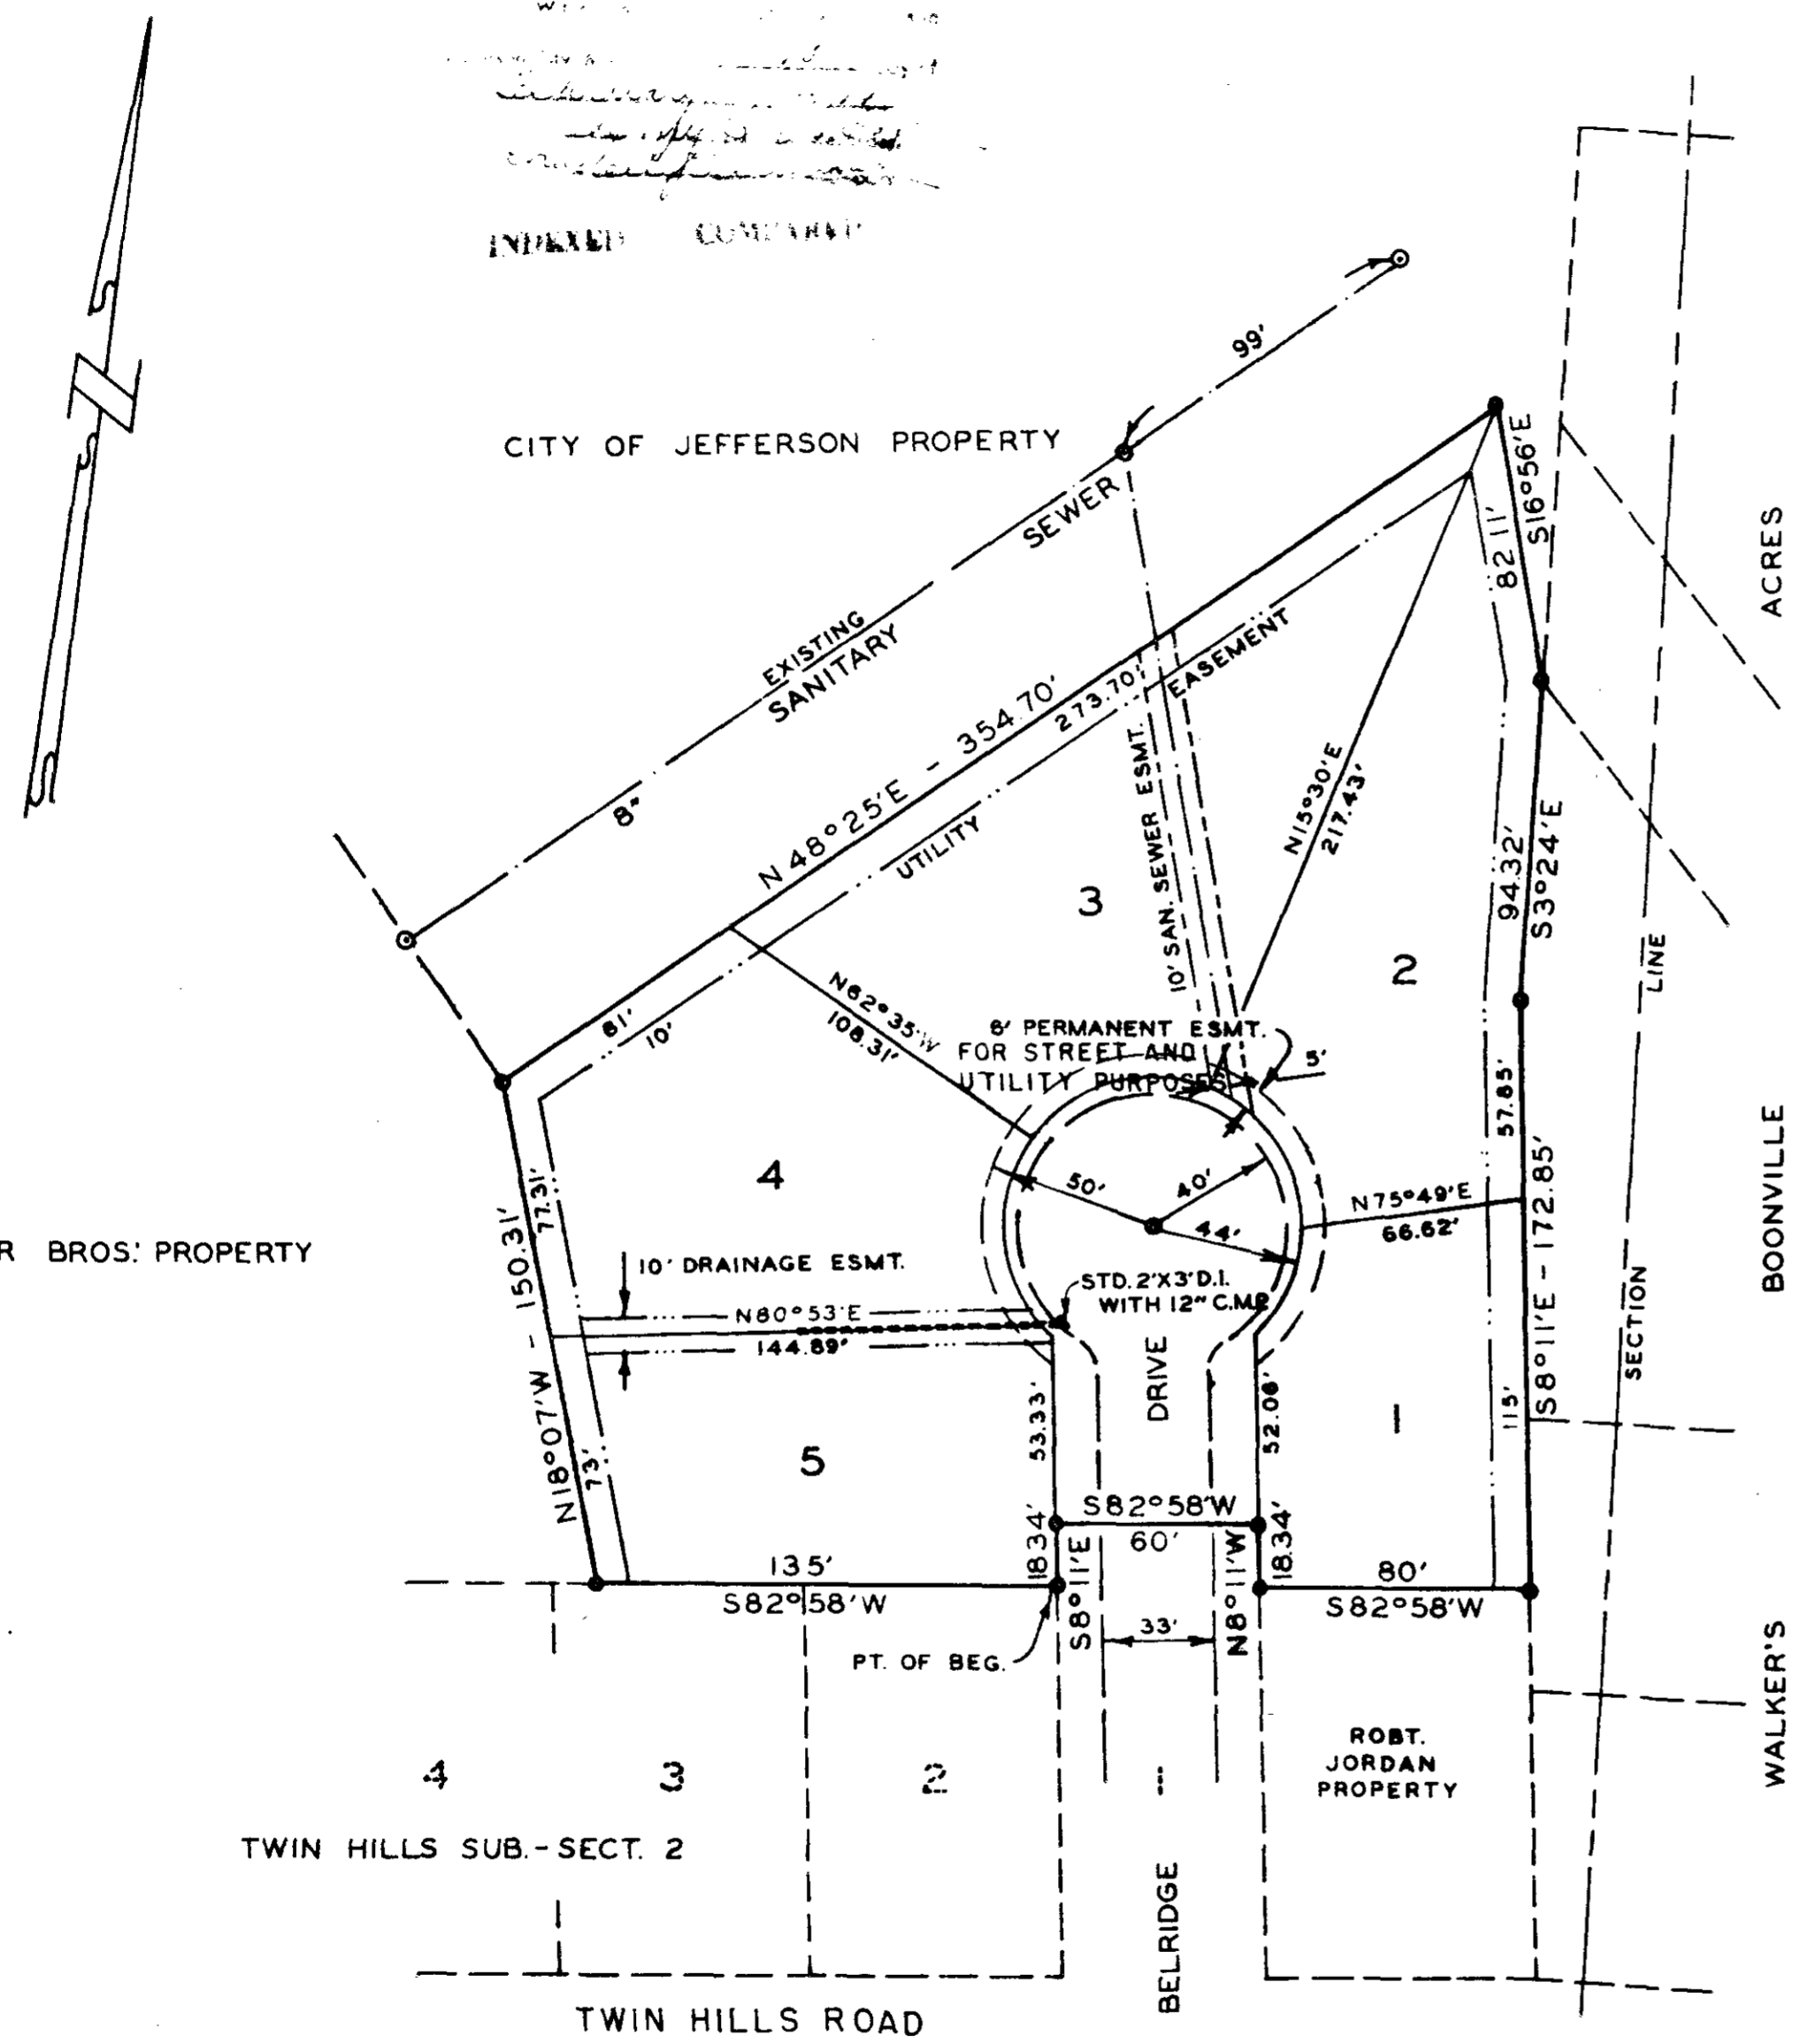 INDEXED COMPARED
S
S
N
S
S
99'
CITY OF JEFFERSON PROPERTY
SEWER
EXISTING
SANITARY
8"
S16°56'E
82.11'
ACRES
N48°25'E - 354.70'
273.70'
UTILITY
EASEMENT
10' SAN. SEWER ESMT.
N15°30'E
217.43'
94.32'
S3°24'E
LINE
3
2
81'
10'
N62°35'W
108.31'
6' PERMANENT ESMT.
FOR STREET AND
UTILITY PURPOSES
5'
57.85'
4
77.31'
50'
40'
44'
N75°49'E
66.62'
S8°11'E - 172.85'
BOONVILLE
R BROS. PROPERTY
N18°07'W - 150.31'
10' DRAINAGE ESMT.
N80°53'E
144.89'
STD. 2'X3' D.I.
WITH 12" C.M.P.
DRIVE
SECTION
53.33'
52.06'
115'
1
5
73'
S82°58'W
60'
18.34'
S8°11'E
N8°11'W
18.34'
135'
S82°58'W
80'
S82°58'W
33'
PT. OF BEG.
ROBT.
JORDAN
PROPERTY
WALKER'S
4
3
2
TWIN HILLS SUB.-SECT. 2
BELRIDGE
TWIN HILLS ROAD